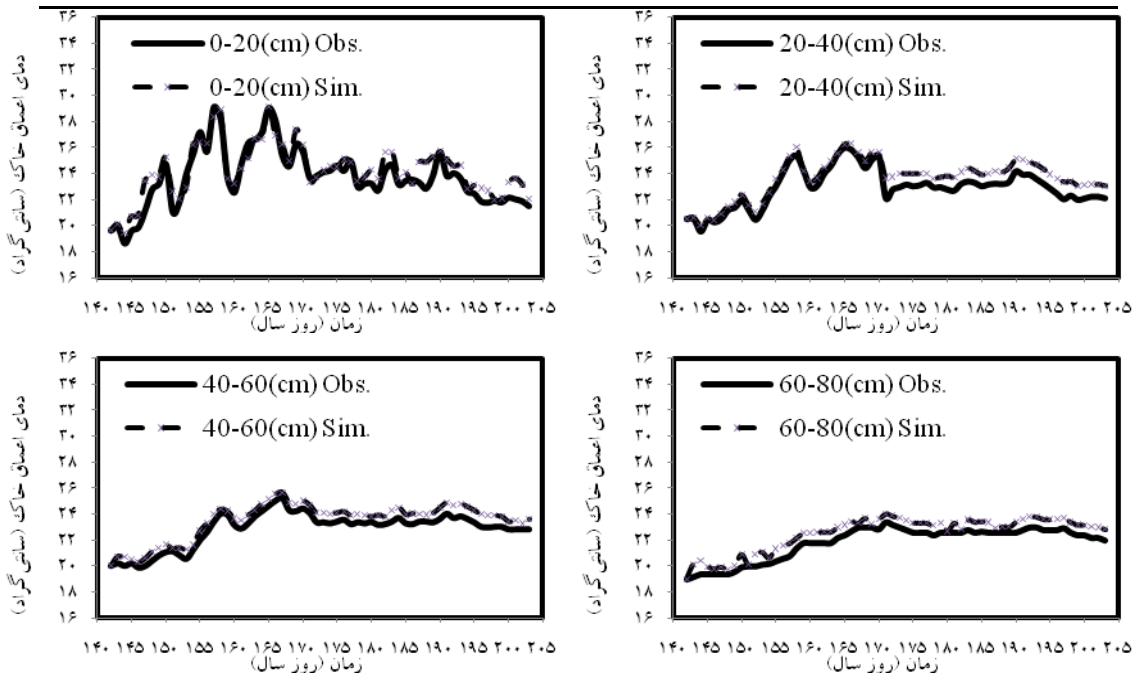 ۳۶
۳۴
۳۲
۳۰
۲۸
۲۶
۲۴
۲۲
۲۰
۱۸
۱۶
دمای اعماق خاک (سانتی گراد)
0-20(cm) Obs.
0-20(cm) Sim.
۱۴۰ ۱۴۵ ۱۵۰ ۱۵۵ ۱۶۰ ۱۶۵ ۱۷۰ ۱۷۵ ۱۸۰ ۱۸۵ ۱۹۰ ۱۹۵ ۲۰۰ ۲۰۵
زمان (روز سال)
۳۶
۳۴
۳۲
۳۰
۲۸
۲۶
۲۴
۲۲
۲۰
۱۸
۱۶
دمای اعماق خاک (سانتی گراد)
20-40(cm) Obs.
20-40(cm) Sim.
۱۴۰ ۱۴۵ ۱۵۰ ۱۵۵ ۱۶۰ ۱۶۵ ۱۷۰ ۱۷۵ ۱۸۰ ۱۸۵ ۱۹۰ ۱۹۵ ۲۰۰ ۲۰۵
زمان (روز سال)
۳۶
۳۴
۳۲
۳۰
۲۸
۲۶
۲۴
۲۲
۲۰
۱۸
۱۶
دمای اعماق خاک (سانتی گراد)
40-60(cm) Obs.
40-60(cm) Sim.
۱۴۰ ۱۴۵ ۱۵۰ ۱۵۵ ۱۶۰ ۱۶۵ ۱۷۰ ۱۷۵ ۱۸۰ ۱۸۵ ۱۹۰ ۱۹۵ ۲۰۰ ۲۰۵
زمان (روز سال)
۳۶
۳۴
۳۲
۳۰
۲۸
۲۶
۲۴
۲۲
۲۰
۱۸
۱۶
دمای اعماق خاک (سانتی گراد)
60-80(cm) Obs.
60-80(cm) Sim.
۱۴۰ ۱۴۵ ۱۵۰ ۱۵۵ ۱۶۰ ۱۶۵ ۱۷۰ ۱۷۵ ۱۸۰ ۱۸۵ ۱۹۰ ۱۹۵ ۲۰۰ ۲۰۵
زمان (روز سال)